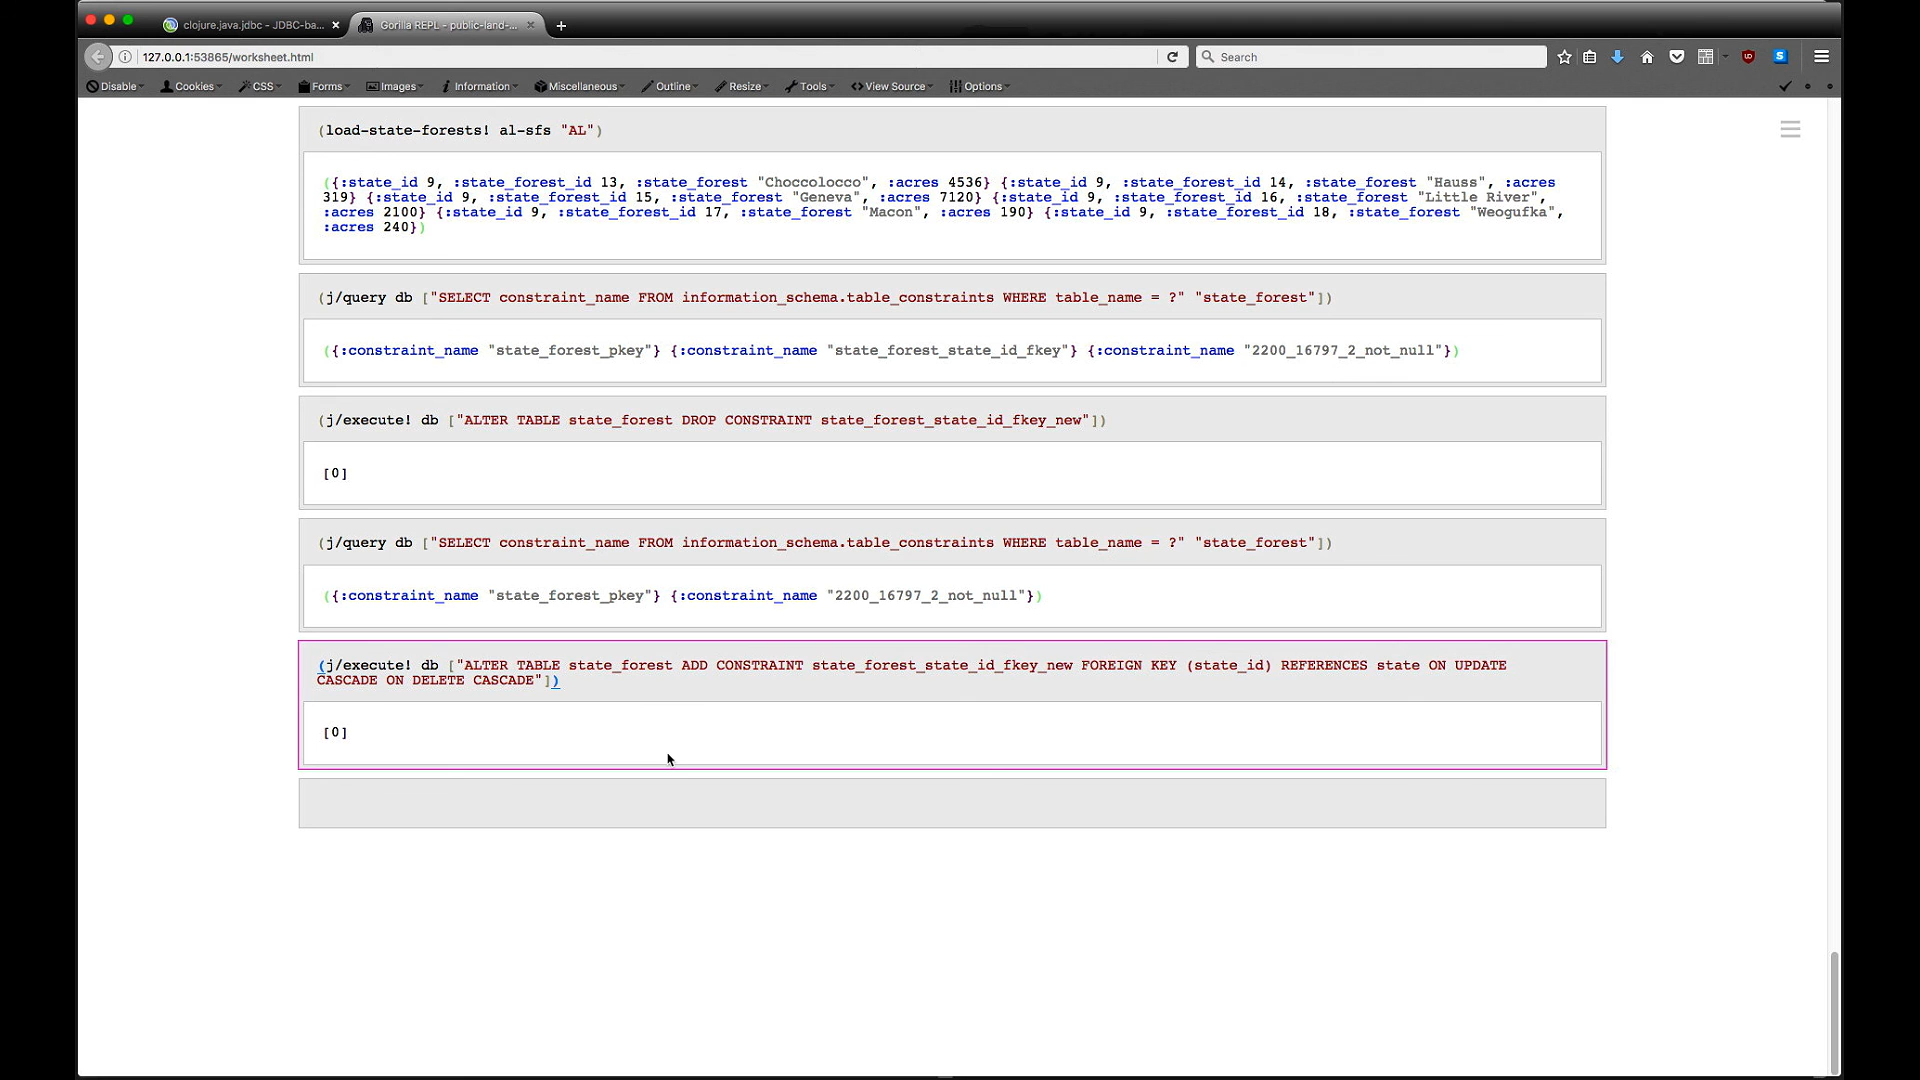 clojure.java.jdbc - JDBC-ba...
Gorilla REPL - public-land-...
127.0.0.1:53865/worksheet.html
Search
Disable
Cookies
CSS
Forms
Images
Information
Miscellaneous
Outline
Resize
Tools
View Source
Options
(load-state-forests! al-sfs "AL")
({:state_id 9, :state_forest_id 13, :state_forest "Choccolocco", :acres 4536} {:state_id 9, :state_forest_id 14, :state_forest "Hauss", :acres
319} {:state_id 9, :state_forest_id 15, :state_forest "Geneva", :acres 7120} {:state_id 9, :state_forest_id 16, :state_forest "Little River",
:acres 2100} {:state_id 9, :state_forest_id 17, :state_forest "Macon", :acres 190} {:state_id 9, :state_forest_id 18, :state_forest "Weogufka",
:acres 240})
(j/query db ["SELECT constraint_name FROM information_schema.table_constraints WHERE table_name = ?" "state_forest"])
({:constraint_name "state_forest_pkey"} {:constraint_name "state_forest_state_id_fkey"} {:constraint_name "2200_16797_2_not_null"})
(j/execute! db ["ALTER TABLE state_forest DROP CONSTRAINT state_forest_state_id_fkey_new"])
[0]
(j/query db ["SELECT constraint_name FROM information_schema.table_constraints WHERE table_name = ?" "state_forest"])
({:constraint_name "state_forest_pkey"} {:constraint_name "2200_16797_2_not_null"})
(j/execute! db ["ALTER TABLE state_forest ADD CONSTRAINT state_forest_state_id_fkey_new FOREIGN KEY (state_id) REFERENCES state ON UPDATE
CASCADE ON DELETE CASCADE"])
[0]